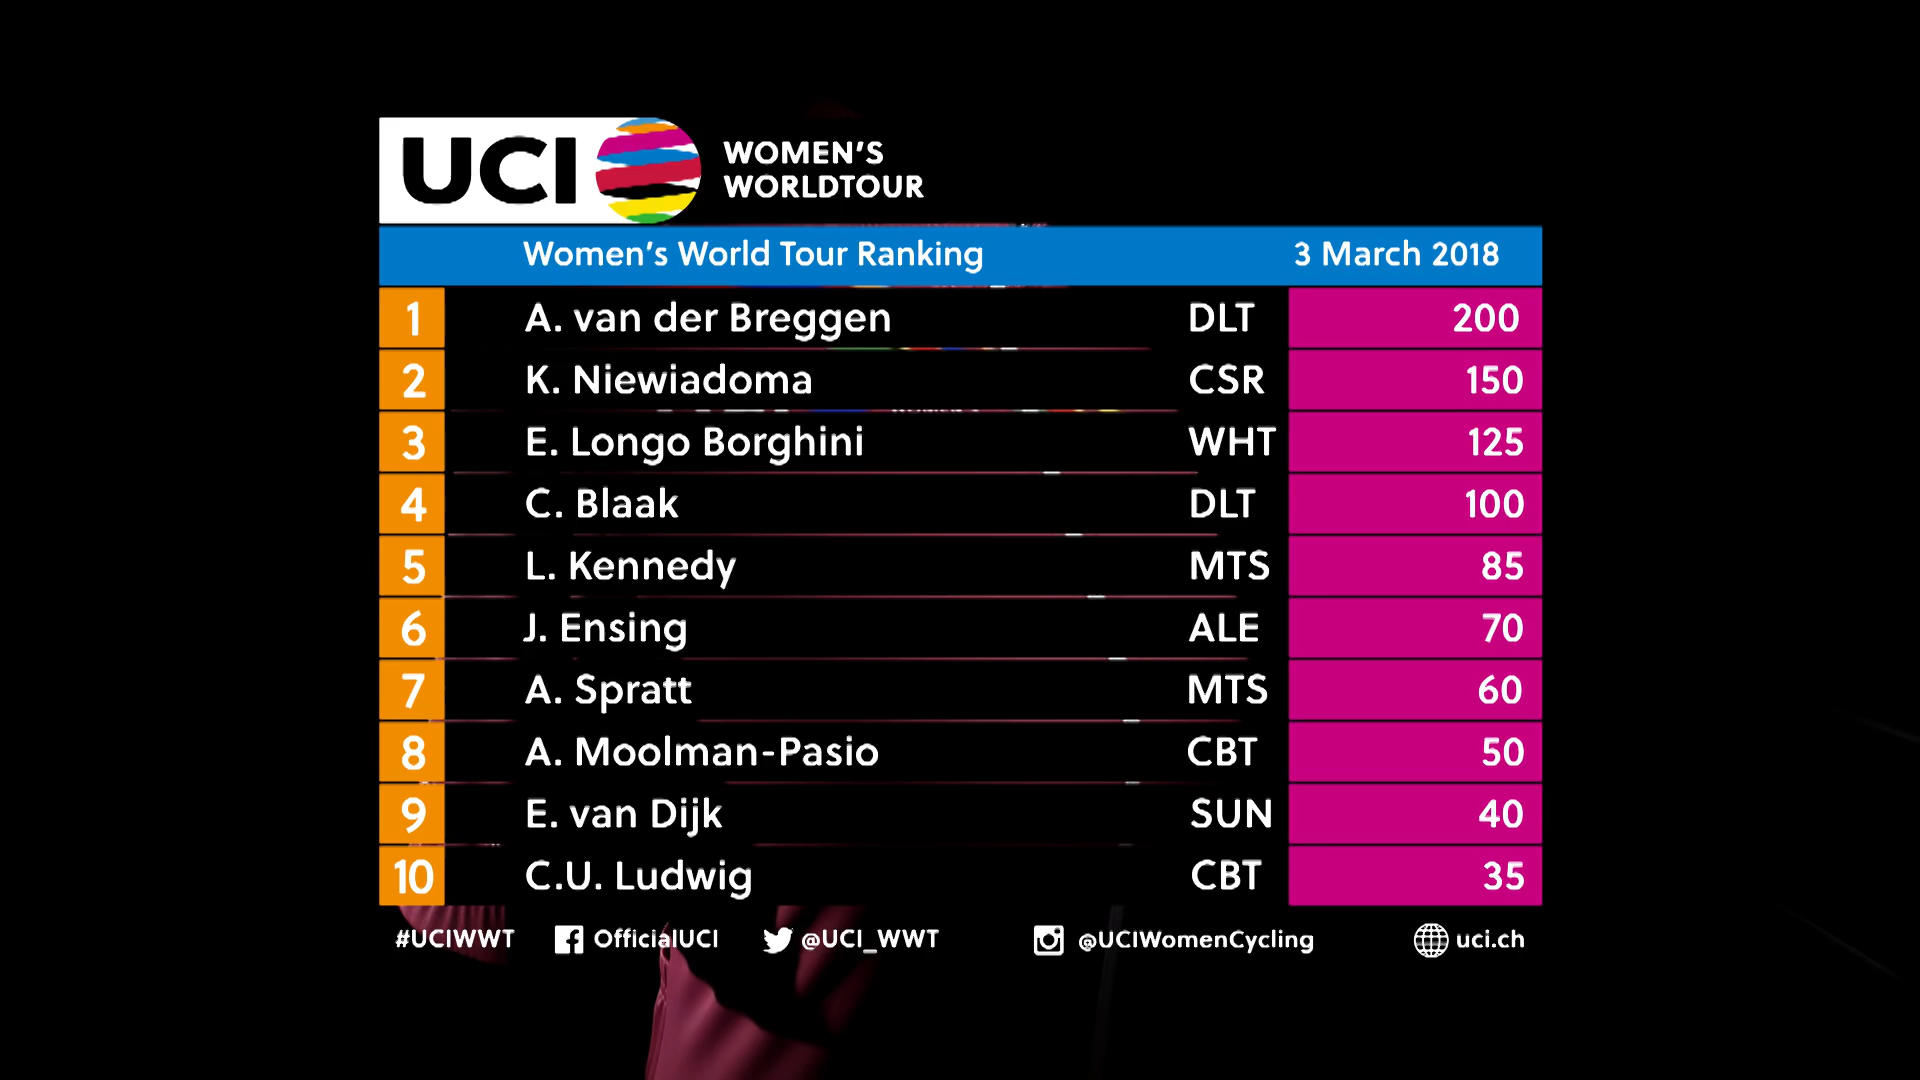 UCI WOMEN'S
WORLDTOUR
Women's World Tour Ranking 3 March 2018
1 A. van der Breggen DLT 200
2 K. Niewiadoma CSR 150
3 E. Longo Borghini WHT 125
4 C. Blaak DLT 100
5 L. Kennedy MTS 85
6 J. Ensing ALE 70
7 A. Spratt MTS 60
8 A. Moolman-Pasio CBT 50
9 E. van Dijk SUN 40
10 C.U. Ludwig CBT 35
#UCIWWT OfficialUCI @UCI_WWT @UCIWomenCycling uci.ch